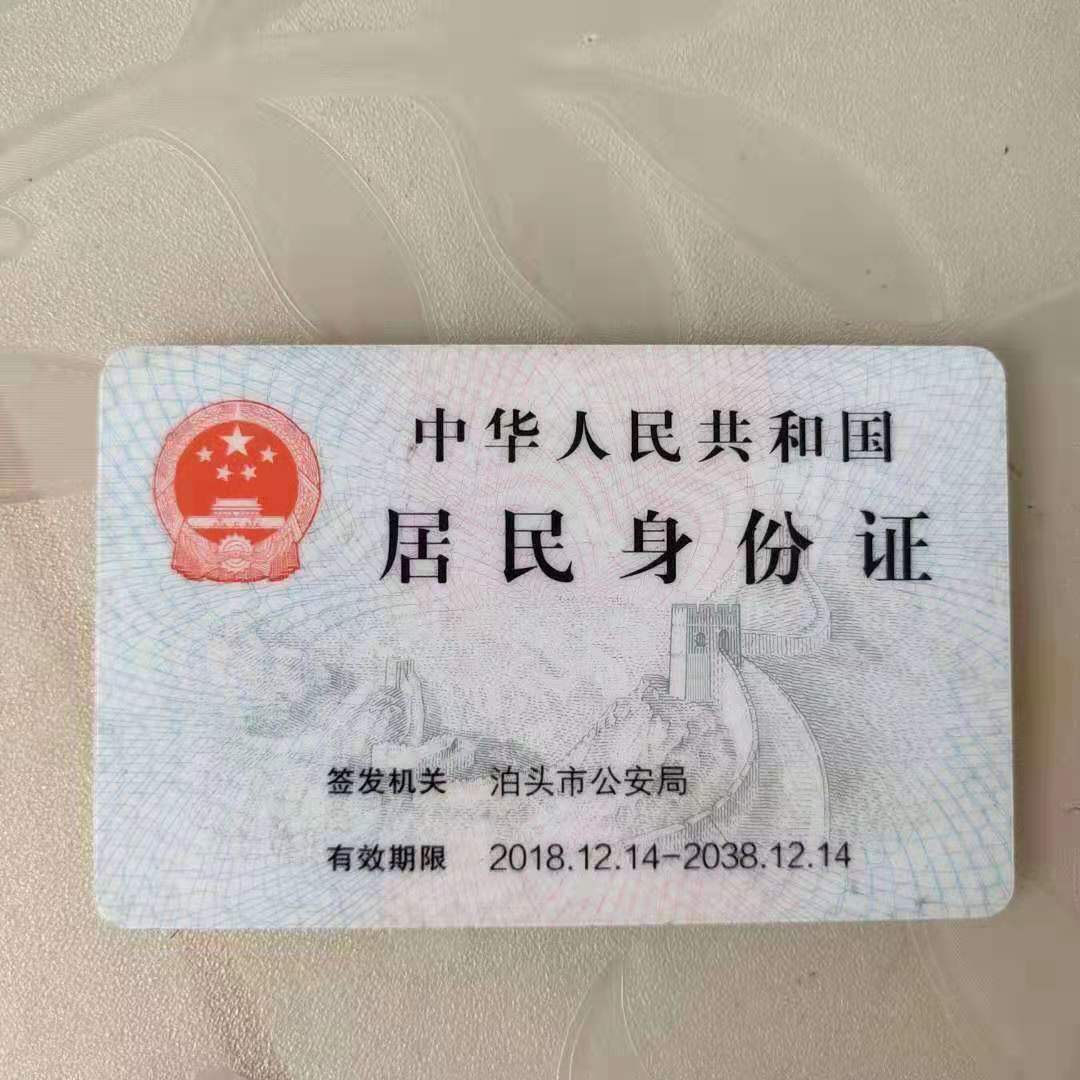 中华人民共和国
居民身份证
签发机关 泊头市公安局
有效期限 2018.12.14-2038.12.14